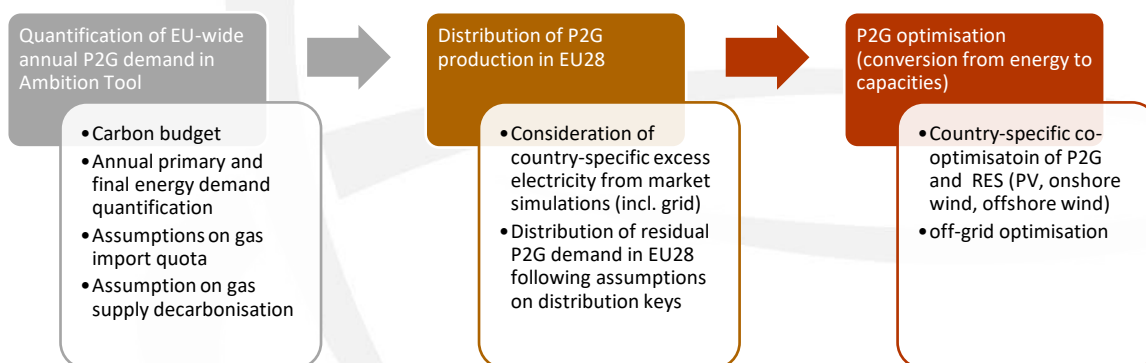 Quantification of EU-wide
annual P2G demand in
Ambition Tool
•Carbon budget
•Annual primary and
final energy demand
quantification
•Assumptions on gas
import quota
•Assumption on gas
supply decarbonisation
Distribution of P2G
production in EU28
•Consideration of
country-specific excess
electricity from market
simulations (incl. grid)
•Distribution of residual
P2G demand in EU28
following assumptions
on distribution keys
P2G optimisation
(conversion from energy to
capacities)
•Country-specific co-
optimisatoin of P2G
and RES (PV, onshore
wind, offshore wind)
•off-grid optimisation